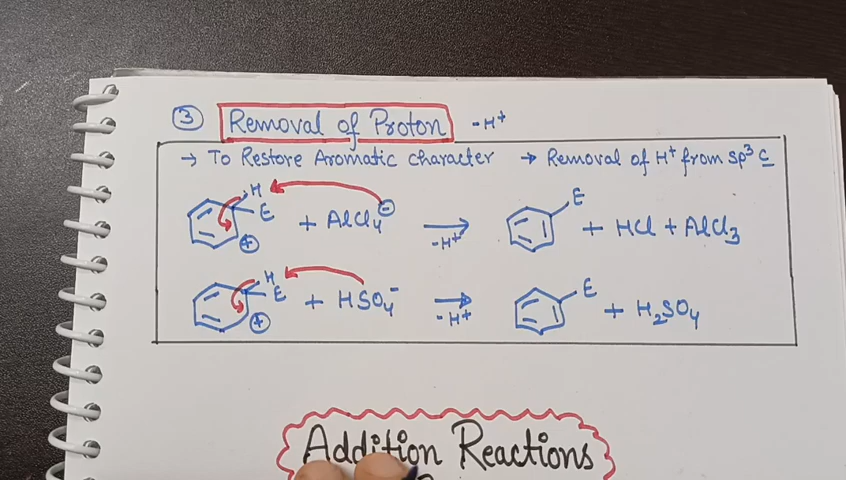 ③ Removal of Proton -H⁺
→ To Restore Aromatic character → Removal of H⁺ from sp³ C
H E ⊕ + AlCl₄⊖ → -H⁺ E + HCl + AlCl₃
H E ⊕ + HSO₄⁻ → -H⁺ E + H₂SO₄
Addition Reactions